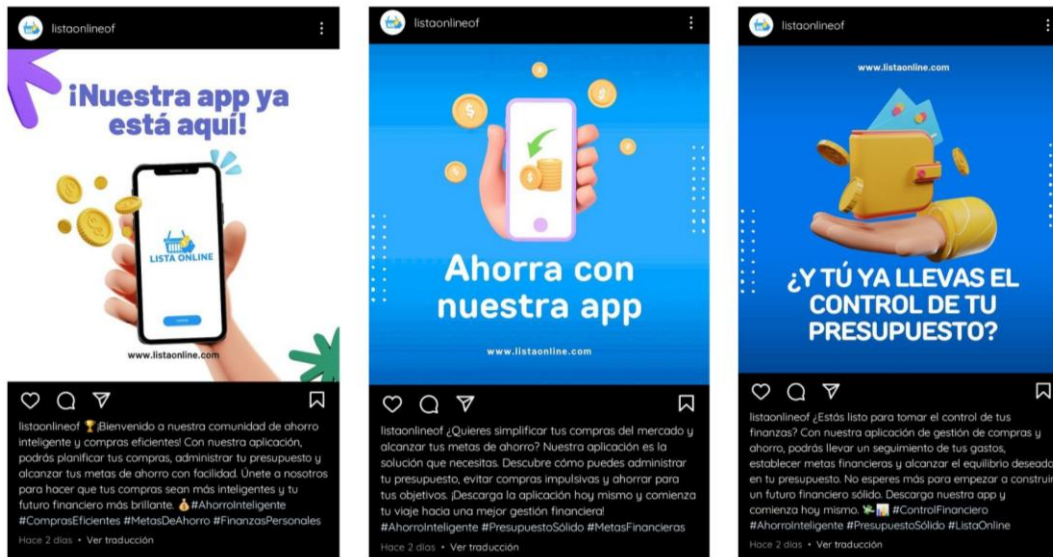 listaonlineof
¡Nuestra app ya
está aquí!
LISTA ONLINE
www.listaonline.com
listaonlineof 🏆¡Bienvenido a nuestra comunidad de ahorro
inteligente y compras eficientes! Con nuestra aplicación,
podrás planificar tus compras, administrar tu presupuesto y
alcanzar tus metas de ahorro con facilidad. Únete a nosotros
para hacer que tus compras sean más inteligentes y tu
futuro financiero más brillante. 💰#AhorroInteligente
#ComprasEficientes #MetasDeAhorro #FinanzasPersonales
Hace 2 días • Ver traducción
listaonlineof
Ahorra con
nuestra app
www.listaonline.com
listaonlineof ¿Quieres simplificar tus compras del mercado y
alcanzar tus metas de ahorro? Nuestra aplicación es la
solución que necesitas. Descubre cómo puedes administrar
tu presupuesto, evitar compras impulsivas y ahorrar para
tus objetivos. ¡Descarga la aplicación hoy mismo y comienza
tu viaje hacia una mejor gestión financiera!
#AhorroInteligente #PresupuestoSólido #MetasFinancieras
Hace 2 días • Ver traducción
listaonlineof
www.listaonline.com
¿Y TÚ YA LLEVAS EL
CONTROL DE TU
PRESUPUESTO?
listaonlineof ¿Estás listo para tomar el control de tus
finanzas? Con nuestra aplicación de gestión de compras y
ahorro, podrás llevar un seguimiento de tus gastos,
establecer metas financieras y alcanzar el equilibrio deseado
en tu presupuesto. No esperes más para empezar a construir
un futuro financiero sólido. Descarga nuestra app y
comienza hoy mismo. 💸📊 #ControlFinanciero
#AhorroInteligente #PresupuestoSólido #ListaOnline
Hace 2 días • Ver traducción